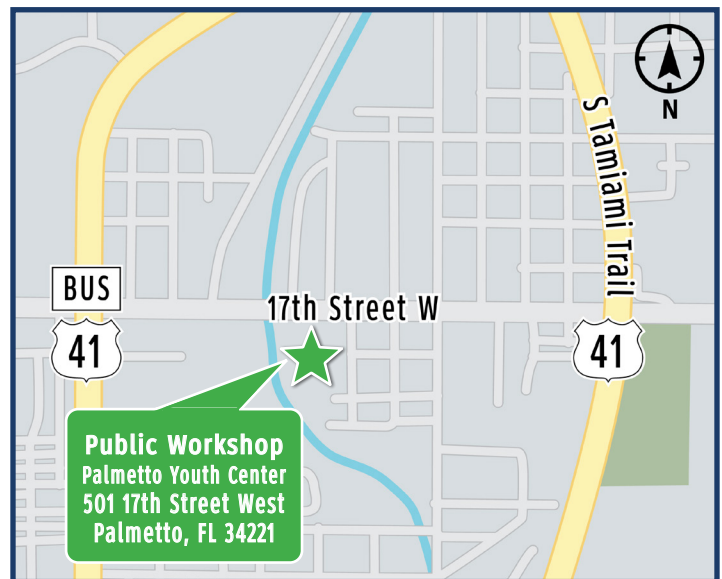 N
S Tamiami Trail
BUS
41
17th Street W
41
Public Workshop
Palmetto Youth Center
501 17th Street West
Palmetto, FL 34221